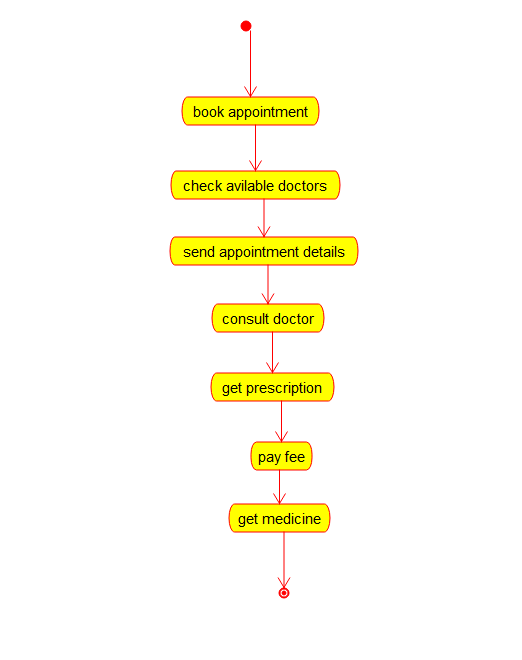 book appointment
check avilable doctors
send appointment details
consult doctor
get prescription
pay fee
get medicine